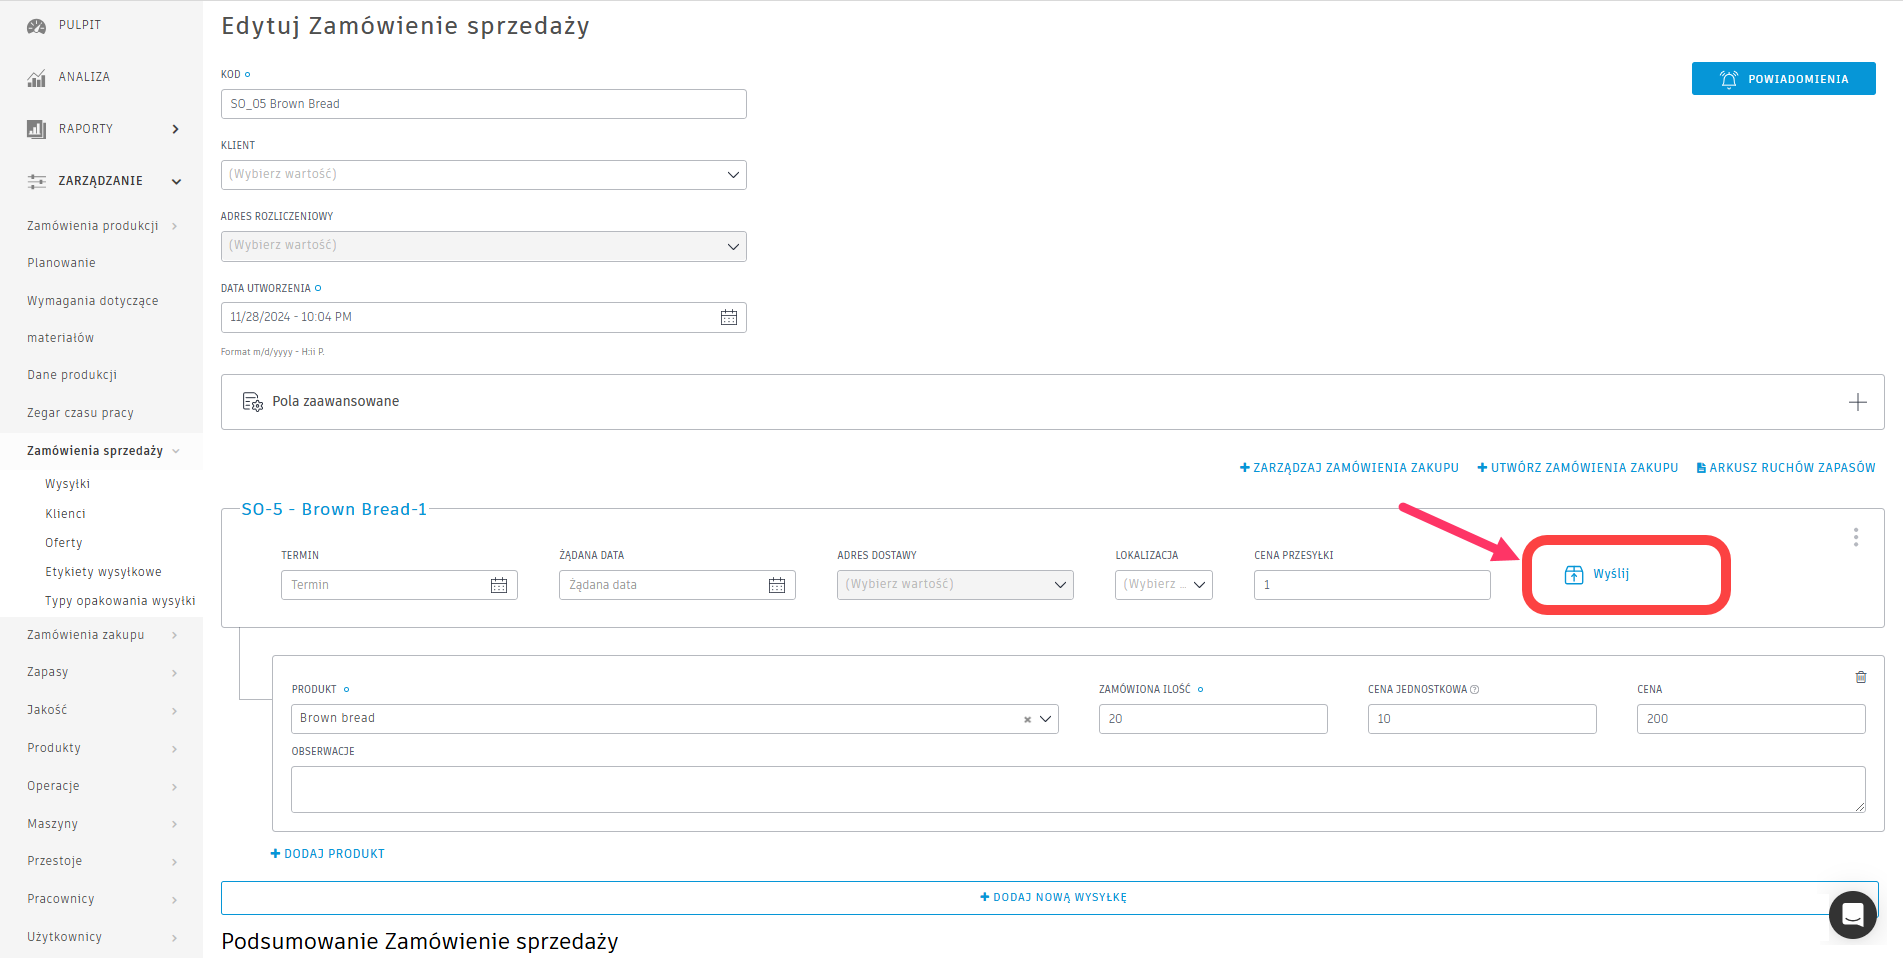 PULPIT
ANALIZA
RAPORTY
ZARZĄDZANIE
Zamówienia produkcji
Planowanie
Wymagania dotyczące
materiałów
Dane produkcji
Zegar czasu pracy
Zamówienia sprzedaży
Wysyłki
Klienci
Oferty
Etykiety wysyłkowe
Typy opakowania wysyłki
Zamówienia zakupu
Zapasy
Jakość
Produkty
Operacje
Maszyny
Przestoje
Pracownicy
Użytkownicy
Edytuj Zamówienie sprzedaży
POWIADOMIENIA
KOD
SO_05 Brown Bread
KLIENT
(Wybierz wartość)
ADRES ROZLICZENIOWY
(Wybierz wartość)
DATA UTWORZENIA
11/28/2024 - 10:04 PM
Format m/d/yyyy - H:ii P.
Pola zaawansowane
+ ZARZĄDZAJ ZAMÓWIENIA ZAKUPU + UTWÓRZ ZAMÓWIENIA ZAKUPU ARKUSZ RUCHÓW ZAPASÓW
SO-5 - Brown Bread-1
TERMIN ŻĄDANA DATA ADRES DOSTAWY LOKALIZACJA CENA PRZESYŁKI
Termin Żądana data (Wybierz wartość) (Wybierz ... 1 Wyślij
PRODUKT ZAMÓWIONA ILOŚĆ CENA JEDNOSTKOWA CENA
Brown bread 20 10 200
OBSERWACJE
+ DODAJ PRODUKT
+ DODAJ NOWĄ WYSYŁKĘ
Podsumowanie Zamówienie sprzedaży